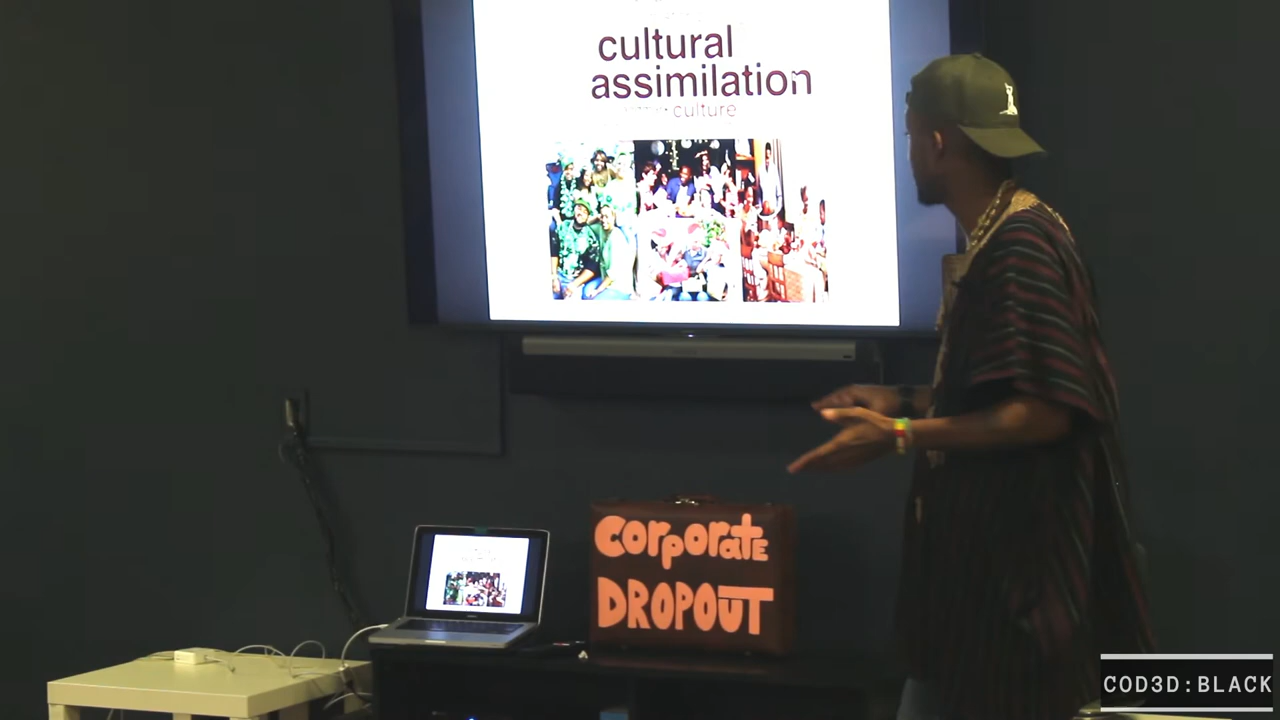 cultural
assimilation
culture
Corporate
DROPOUT
COD3D:BLACK